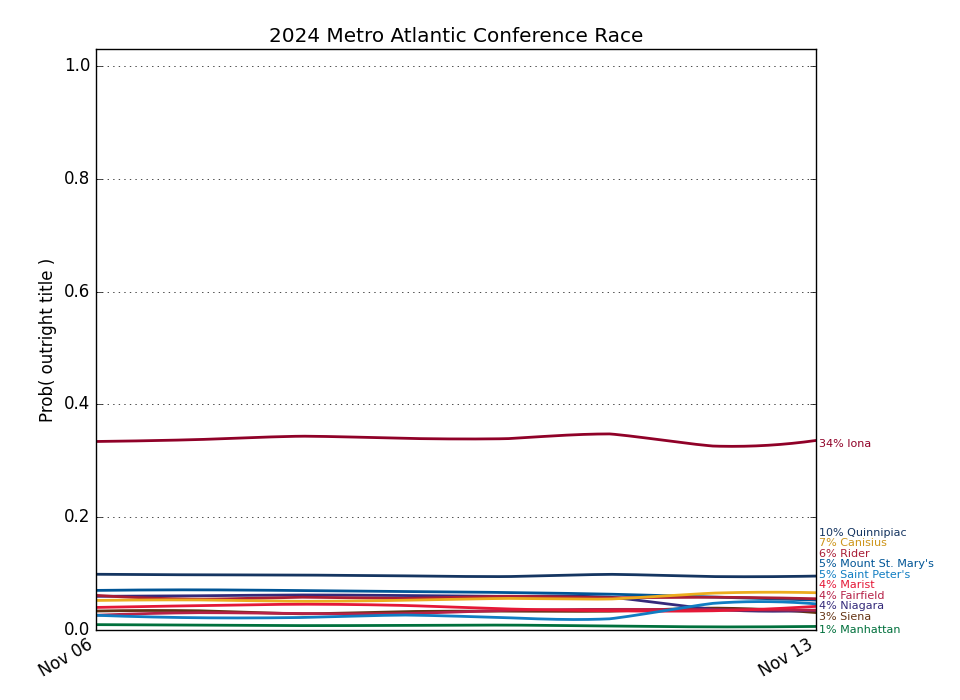 2024 Metro Atlantic Conference Race
1.0
0.8
0.6
0.4
0.2
0.0
Prob( outright title )
34% Iona
10% Quinnipiac
7% Canisius
6% Rider
5% Mount St. Mary's
5% Saint Peter's
4% Marist
4% Fairfield
4% Niagara
3% Siena
1% Manhattan
Nov 06
Nov 13